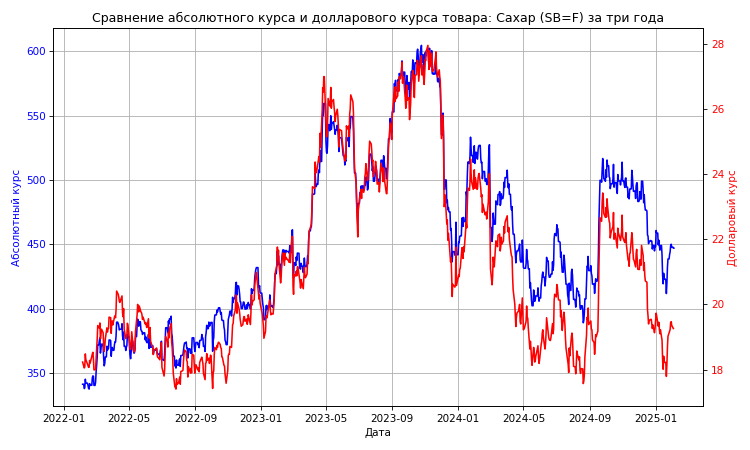 Сравнение абсолютного курса и долларового курса товара: Сахар (SB=F) за три года
Абсолютный курс
600
550
500
450
400
350
28
26
24
22
20
18
Долларовый курс
2022-01 2022-05 2022-09 2023-01 2023-05 2023-09 2024-01 2024-05 2024-09 2025-01
Дата